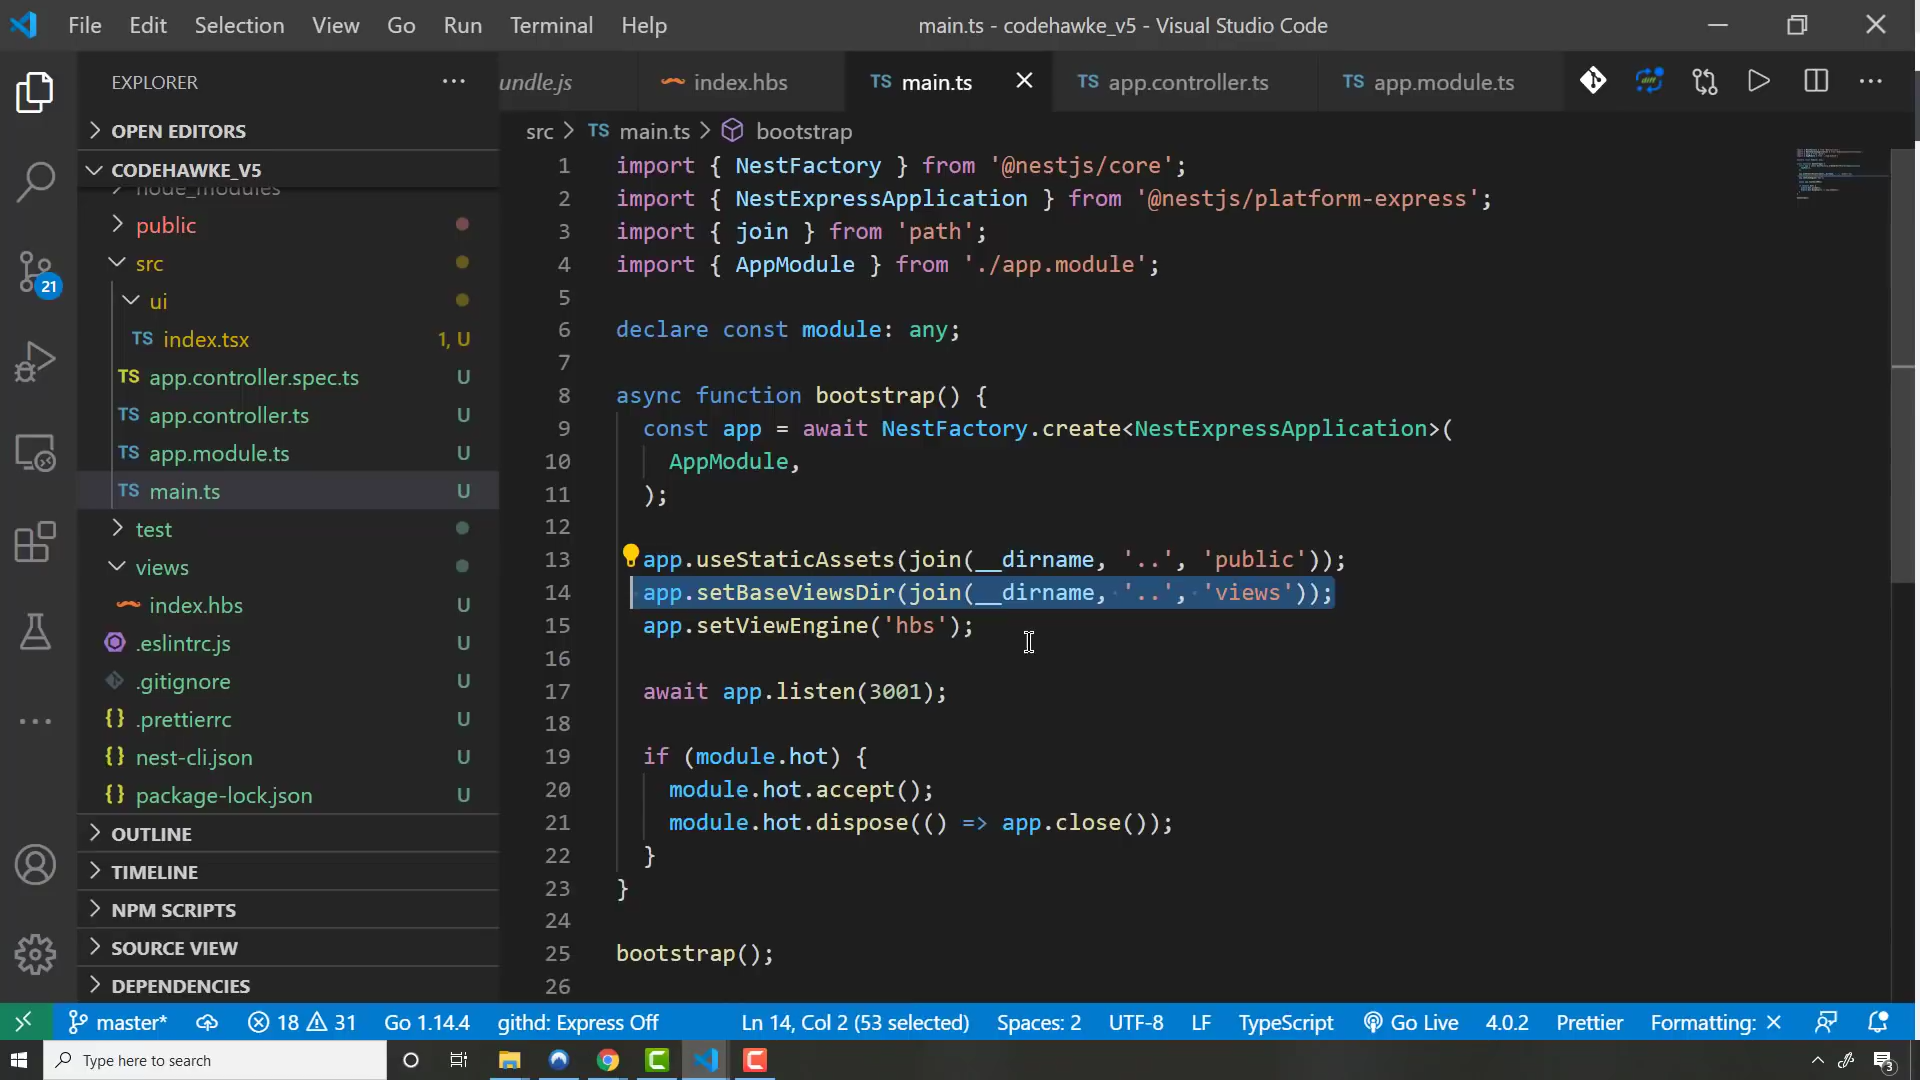 File Edit Selection View Go Run Terminal Help
main.ts - codehawke_v5 - Visual Studio Code
EXPLORER
undle.js
index.hbs
TS main.ts
TS app.controller.ts
TS app.module.ts
OPEN EDITORS
CODEHAWKE_V5
node_modules
public
src
ui
TS index.tsx 1, U
TS app.controller.spec.ts U
TS app.controller.ts U
TS app.module.ts U
TS main.ts U
test
views
index.hbs U
.eslintrc.js U
.gitignore U
{} .prettierrc U
{} nest-cli.json U
{} package-lock.json U
OUTLINE
TIMELINE
NPM SCRIPTS
SOURCE VIEW
DEPENDENCIES
21
src > TS main.ts > bootstrap
1 import { NestFactory } from '@nestjs/core';
2 import { NestExpressApplication } from '@nestjs/platform-express';
3 import { join } from 'path';
4 import { AppModule } from './app.module';
5
6 declare const module: any;
7
8 async function bootstrap() {
9 const app = await NestFactory.create<NestExpressApplication>(
10 AppModule,
11 );
12
13 app.useStaticAssets(join(__dirname, '..', 'public'));
14 app.setBaseViewsDir(join(__dirname, '..', 'views'));
15 app.setViewEngine('hbs');
16
17 await app.listen(3001);
18
19 if (module.hot) {
20 module.hot.accept();
21 module.hot.dispose(() => app.close());
22 }
23 }
24
25 bootstrap();
26
master* 18 31 Go 1.14.4 githd: Express Off Ln 14, Col 2 (53 selected) Spaces: 2 UTF-8 LF TypeScript Go Live 4.0.2 Prettier Formatting: ×
Type here to search
3